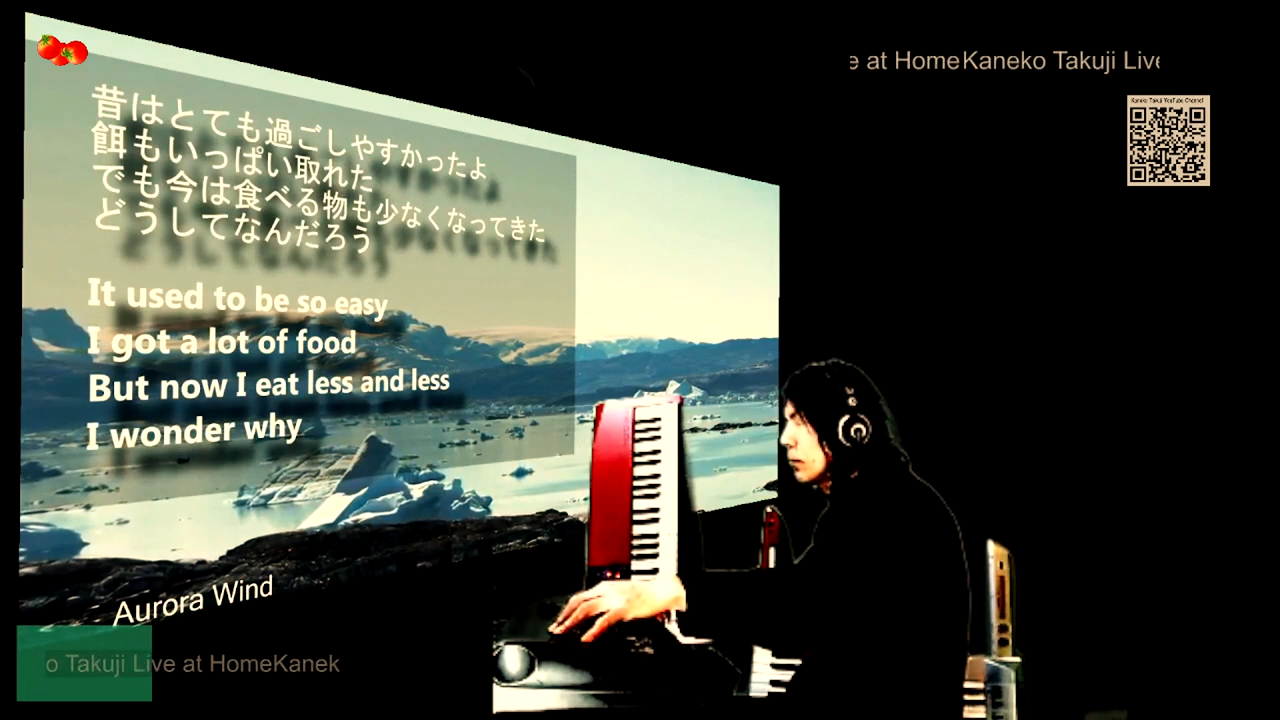 e at HomeKaneko Takuji Live
Kaneko Takuji YouTube Channel
昔はとても過ごしやすかったよ
餌もいっぱい取れた
でも今は食べる物も少なくなってきた
どうしてなんだろう
It used to be so easy
I got a lot of food
But now I eat less and less
I wonder why
Aurora Wind
o Takuji Live at HomeKanek